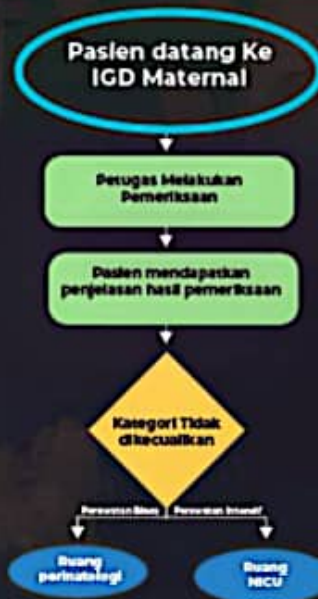 Pasien datang Ke
IGD Maternal
Petugas Melakukan
Pemeriksaan
Pasien mendapatkan
penjelasan hasil pemeriksaan
Kategori Tidak
dikecualikan
Perawatan Biasa
Perawatan Intensif
Ruang
perinatologi
Ruang
NICU